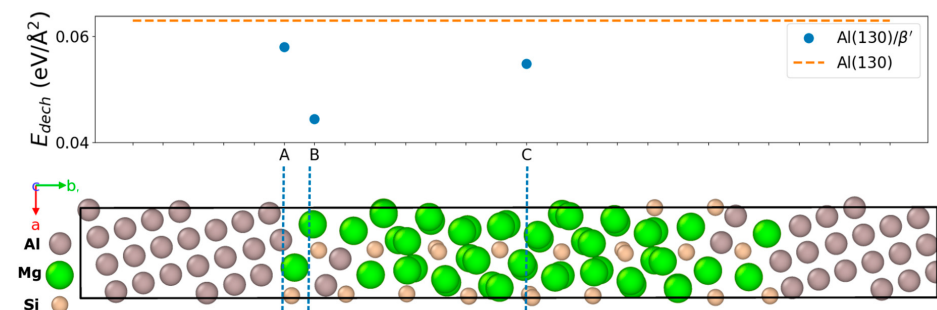 0.06
0.04
E_dech (eV/Å²)
Al(130)/β′
Al(130)
A B C
c b,
a
Al
Mg
Si